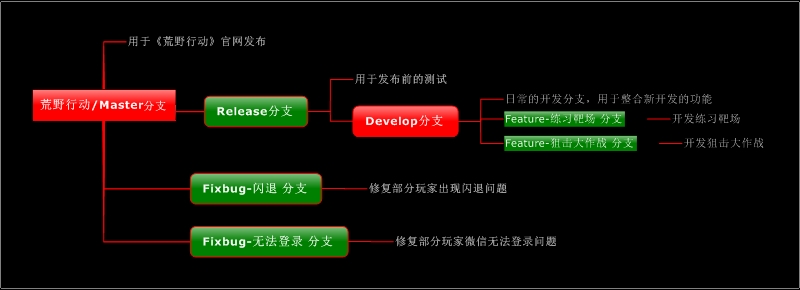 用于《荒野行动》官网发布
荒野行动/Master分支
Release分支
用于发布前的测试
Develop分支
日常的开发分支，用于整合新开发的功能
Feature-练习靶场 分支
开发练习靶场
Feature-狙击大作战 分支
开发狙击大作战
Fixbug-闪退 分支
修复部分玩家出现闪退问题
Fixbug-无法登录 分支
修复部分玩家微信无法登录问题